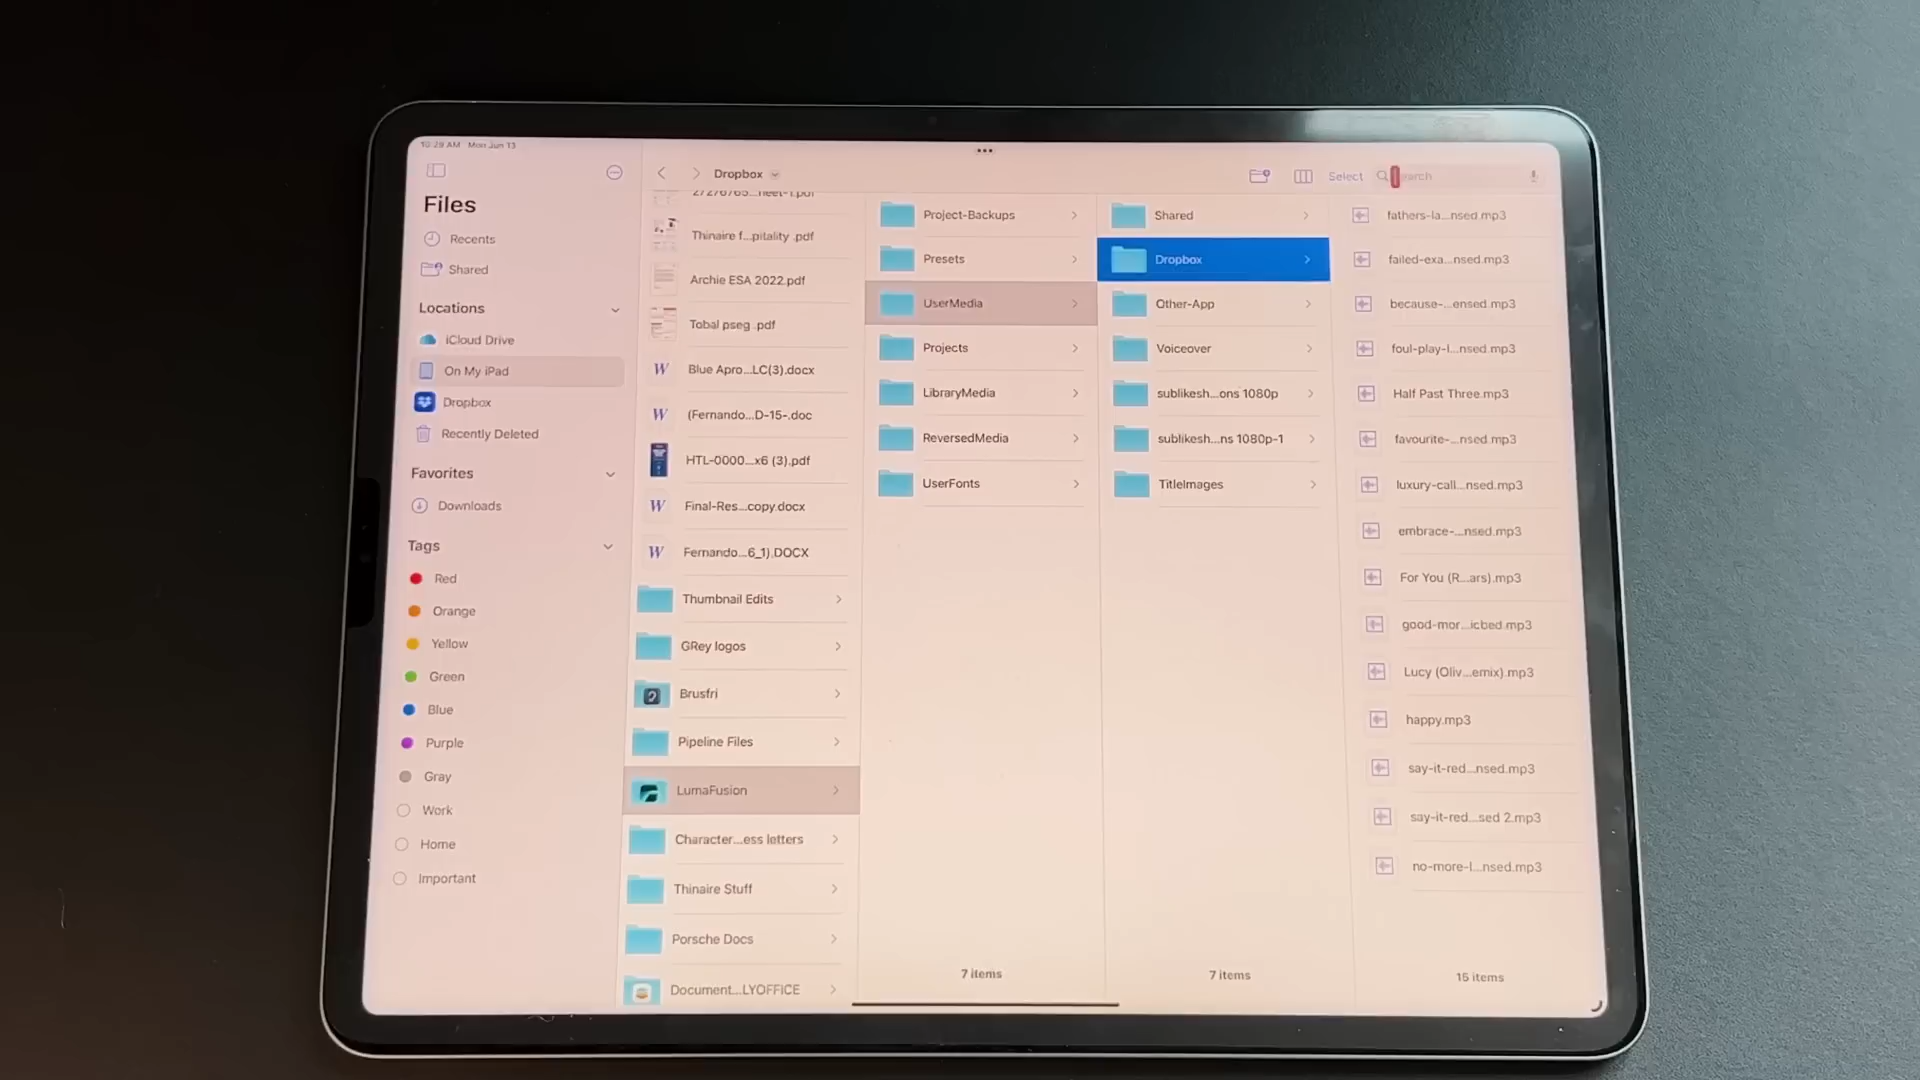 10:29 AM Mon Jun 13
Files
Recents
Shared
Locations
iCloud Drive
On My iPad
Dropbox
Recently Deleted
Favorites
Downloads
Tags
Red
Orange
Yellow
Green
Blue
Purple
Gray
Work
Home
Important
Dropbox
Select
Thinaire f...pitality .pdf
Archie ESA 2022.pdf
Tobal pseg .pdf
W Blue Apro...LC(3).docx
W (Fernando...D-15-.doc
HTL-0000...x6 (3).pdf
W Final-Res...copy.docx
W Fernando...6_1).DOCX
Thumbnail Edits
GRey logos
Brusfri
Pipeline Files
LumaFusion
Character...ess letters
Thinaire Stuff
Porsche Docs
Document...LYOFFICE
Project-Backups
Presets
UserMedia
Projects
LibraryMedia
ReversedMedia
UserFonts
7 items
Shared
Dropbox
Other-App
Voiceover
sublikesh...ons 1080p
sublikesh...ns 1080p-1
TitleImages
7 items
fathers-la...nsed.mp3
failed-exa...nsed.mp3
because-...ensed.mp3
foul-play-l...nsed.mp3
Half Past Three.mp3
favourite-...nsed.mp3
luxury-call...nsed.mp3
embrace-...nsed.mp3
For You (R...ars).mp3
good-mor...icbed.mp3
Lucy (Oliv...emix).mp3
happy.mp3
say-it-red...nsed.mp3
say-it-red...sed 2.mp3
no-more-l...nsed.mp3
15 items